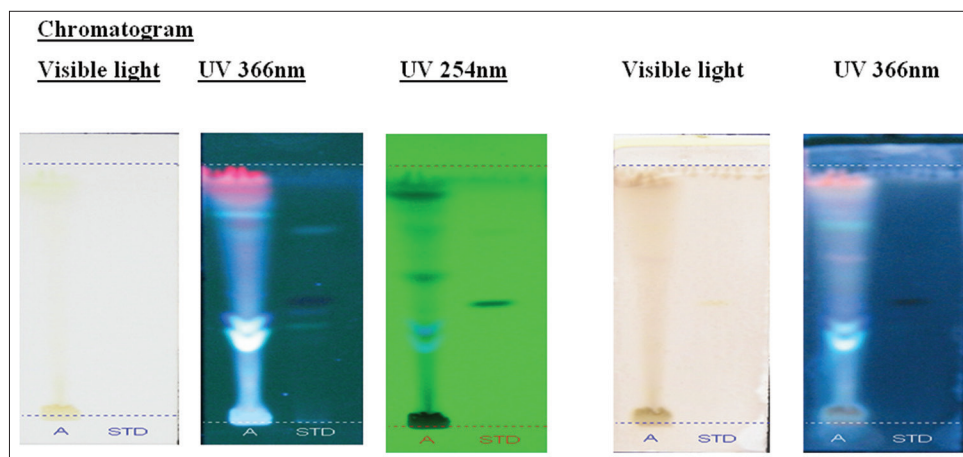 Chromatogram
Visible light UV 366nm UV 254nm Visible light UV 366nm
A STD A STD A STD A STD A STD